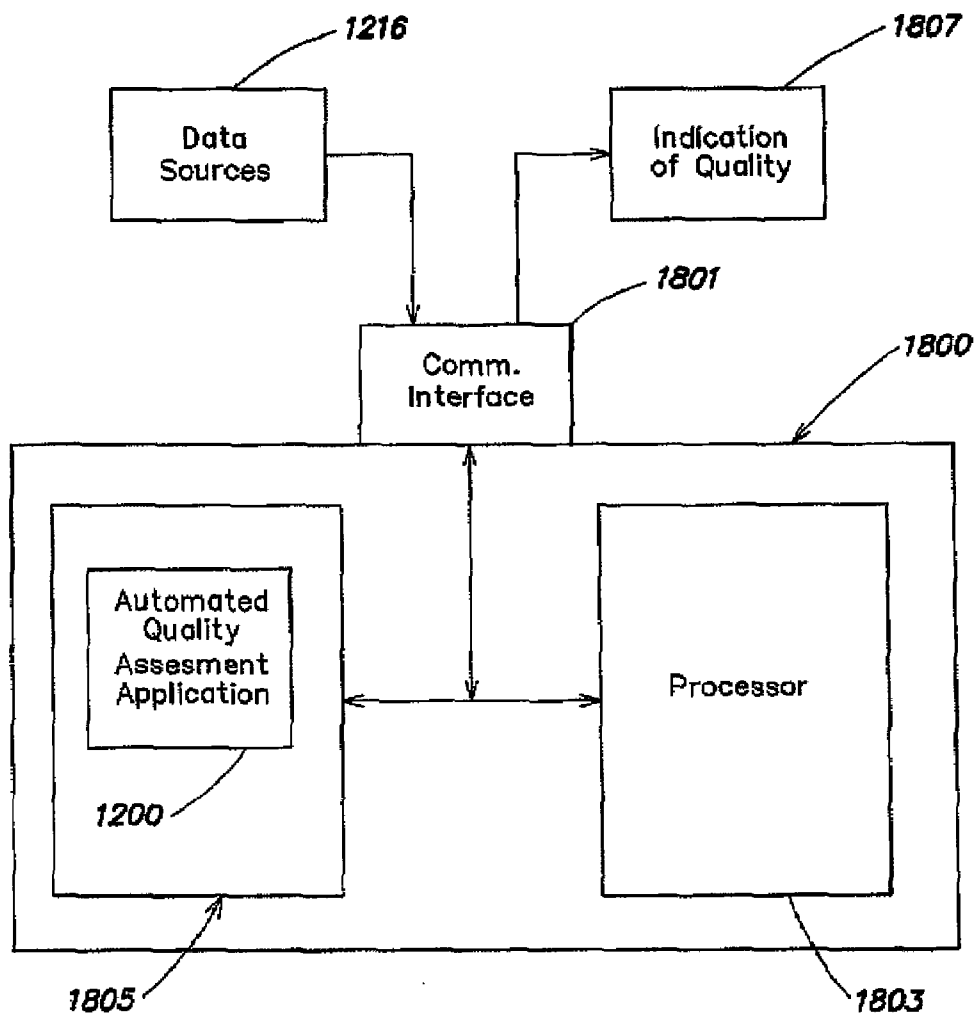 1216
1807
Data
Sources
Indication
of Quality
1801
Comm.
Interface
1800
Automated
Quality
Assesment
Application
Processor
1200
1805
1803